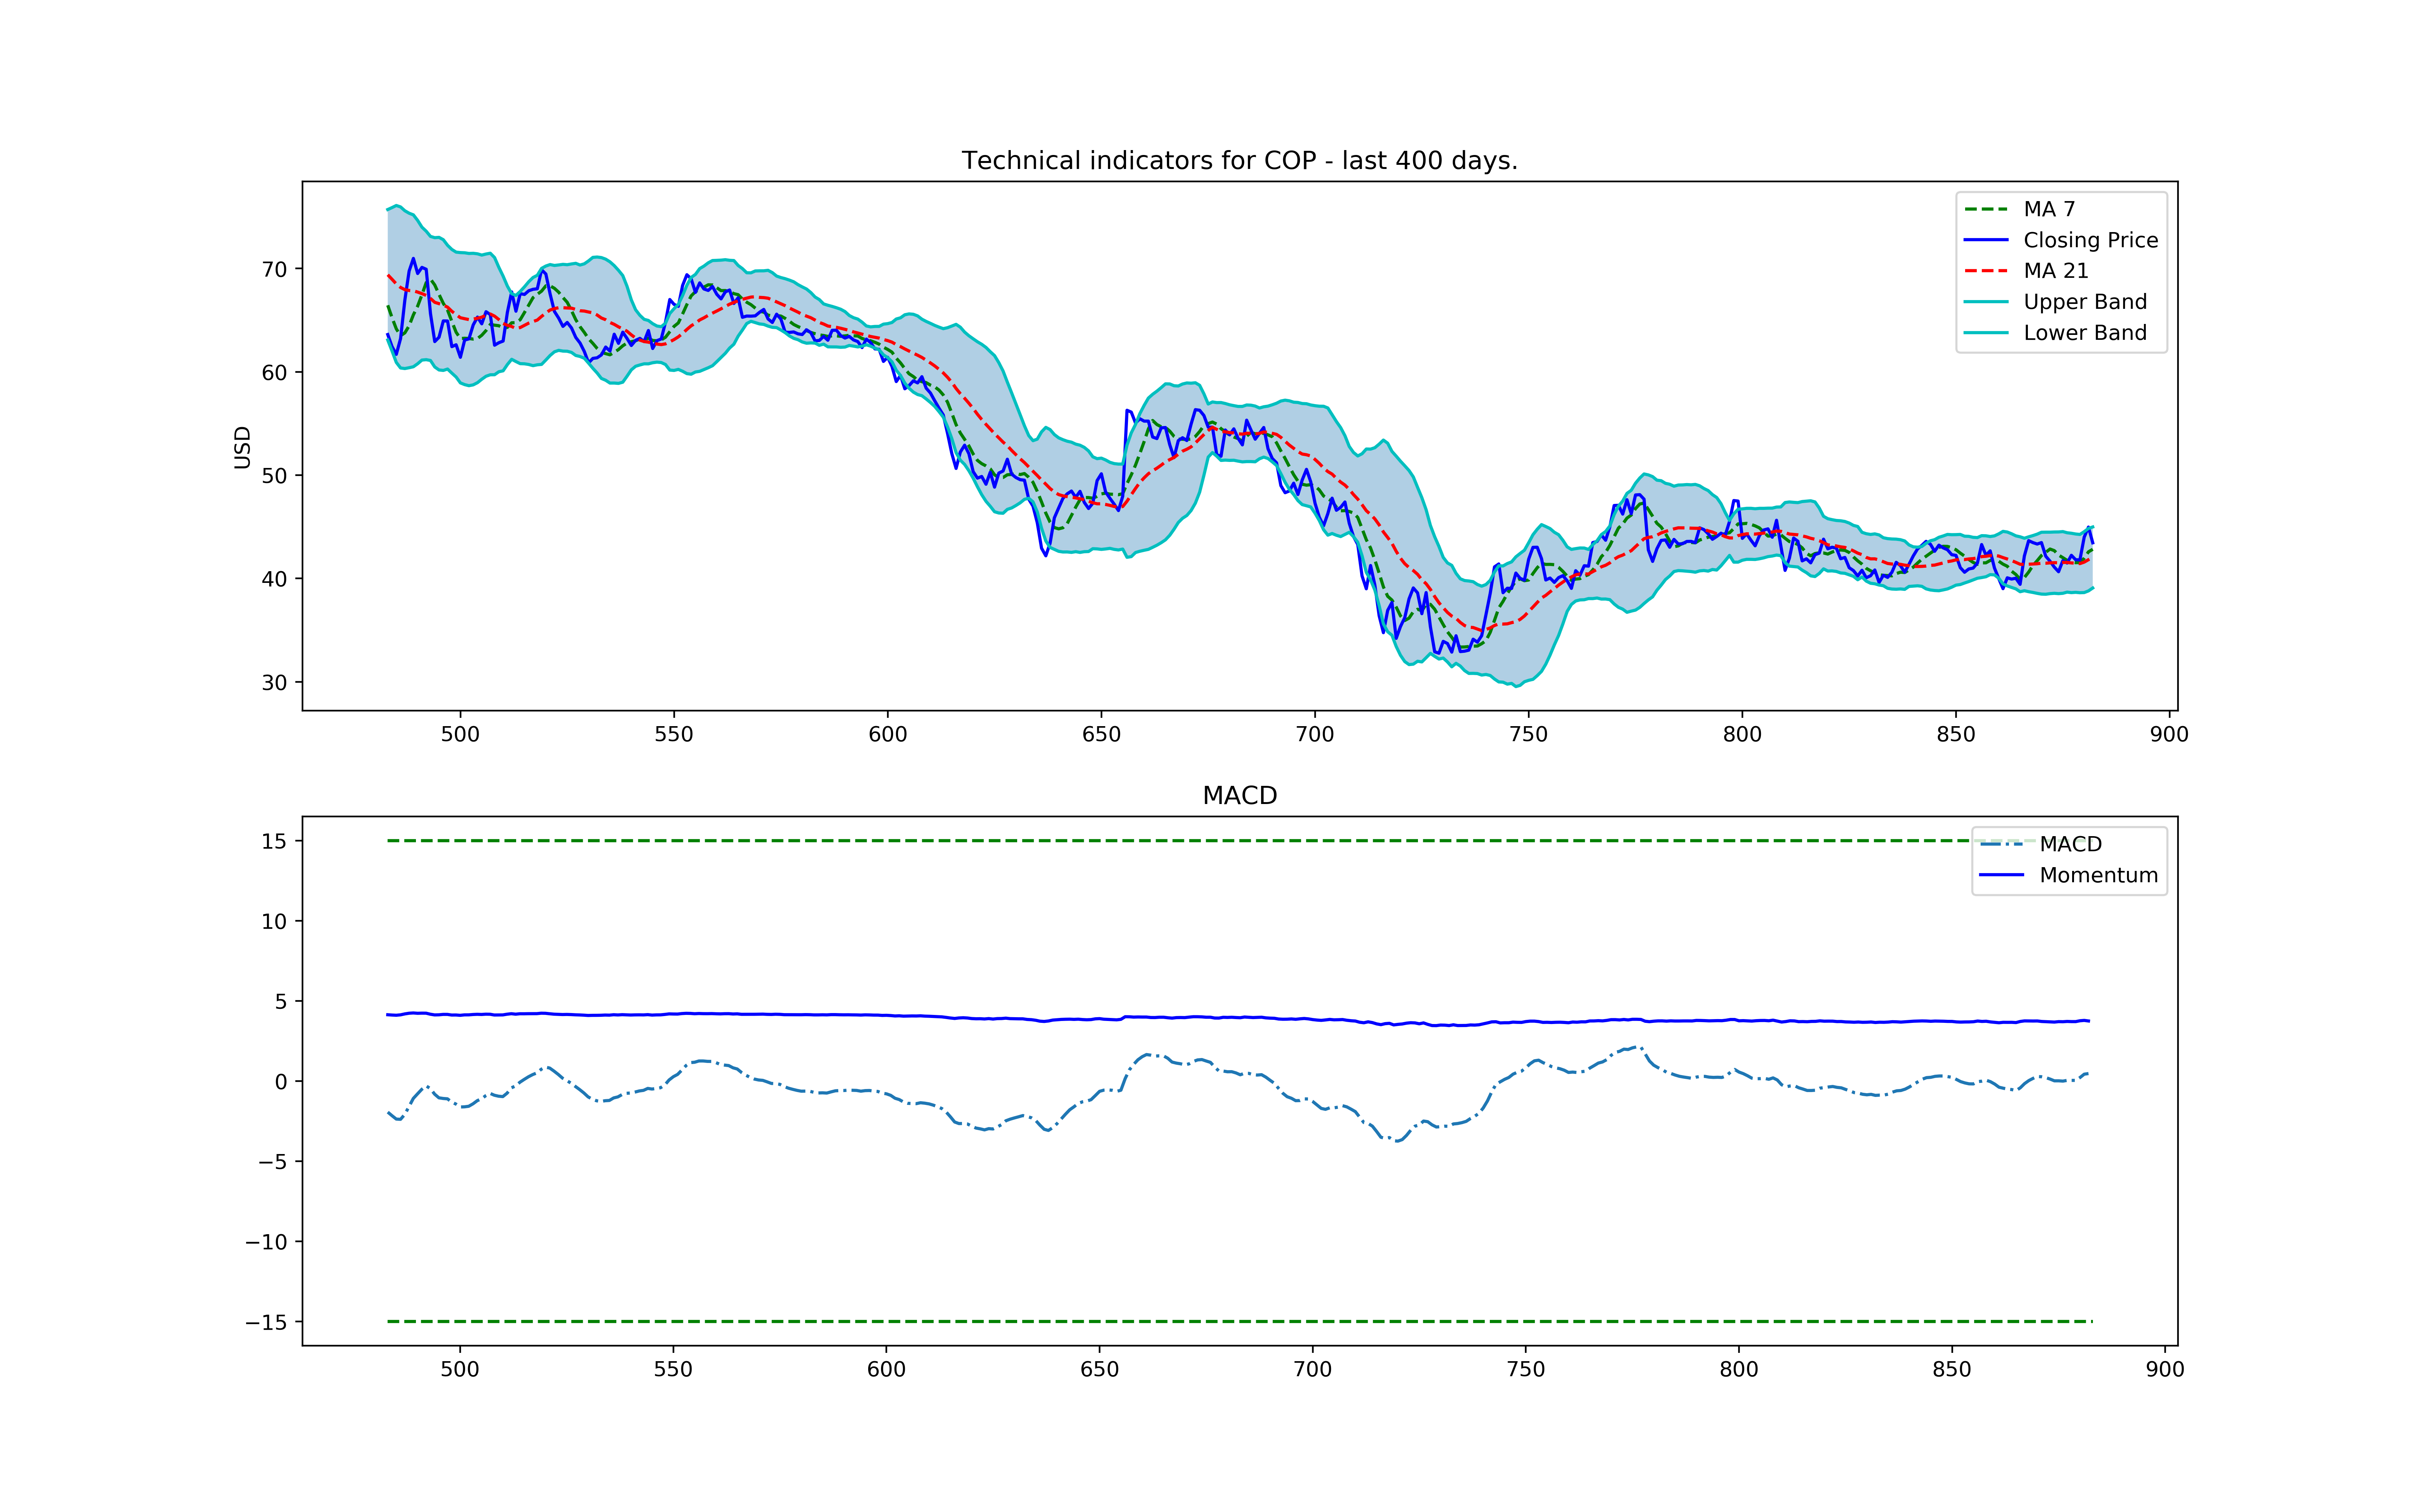 Technical indicators for COP - last 400 days.
USD
70
60
50
40
30
MA 7
Closing Price
MA 21
Upper Band
Lower Band
500 550 600 650 700 750 800 850 900
MACD
15
10
5
0
−5
−10
−15
MACD
Momentum
500 550 600 650 700 750 800 850 900